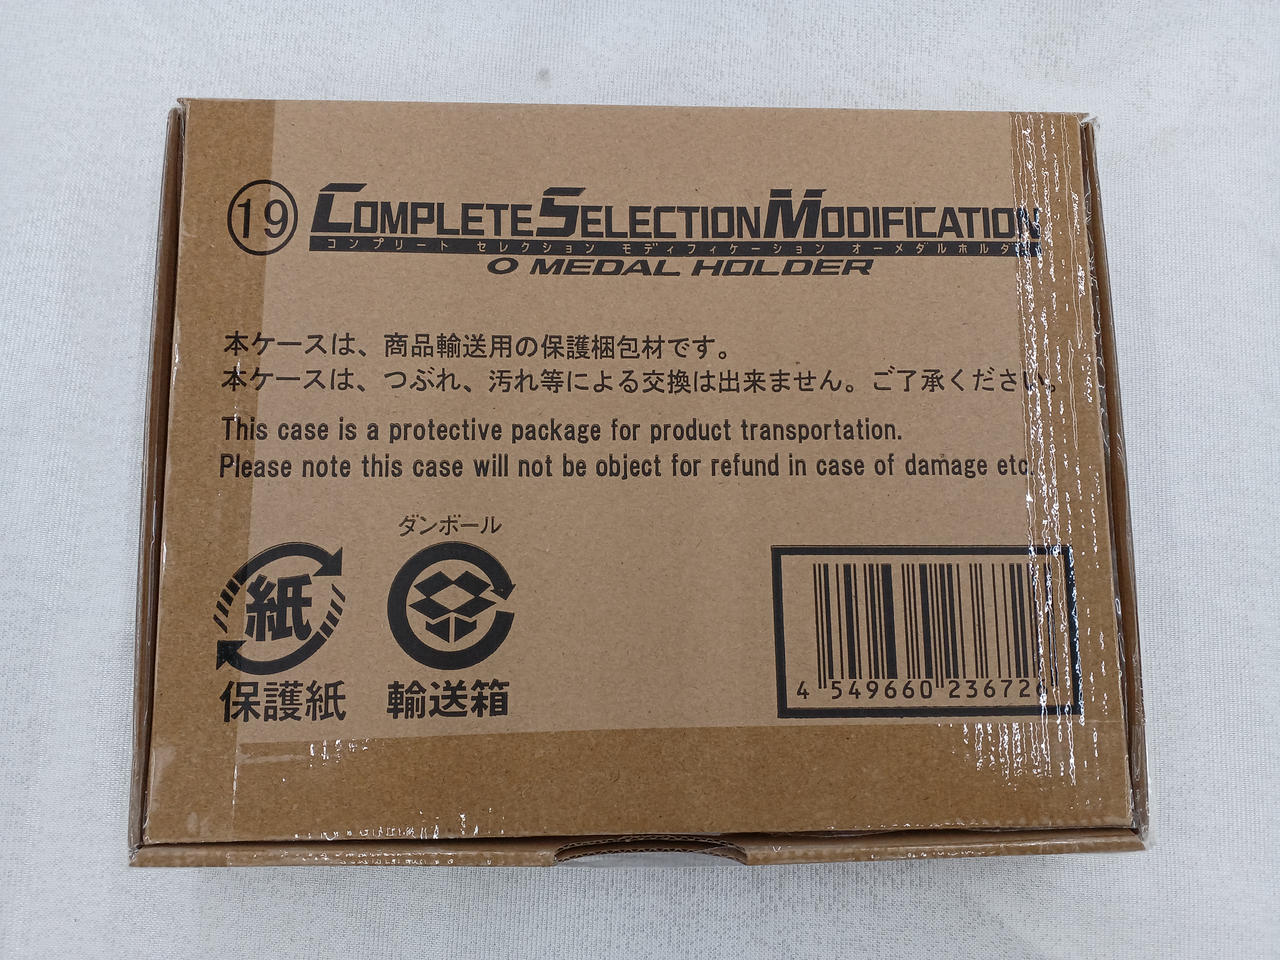 19 COMPLETE SELECTION MODIFICATION
コンプリート セレクション モディフィケーション オーメダルホルダー
O MEDAL HOLDER
本ケースは、商品輸送用の保護梱包材です。
本ケースは、つぶれ、汚れ等による交換は出来ません。ご了承ください。
This case is a protective package for product transportation.
Please note this case will not be object for refund in case of damage etc.
ダンボール
紙
保護紙
輸送箱
4 549660 236726